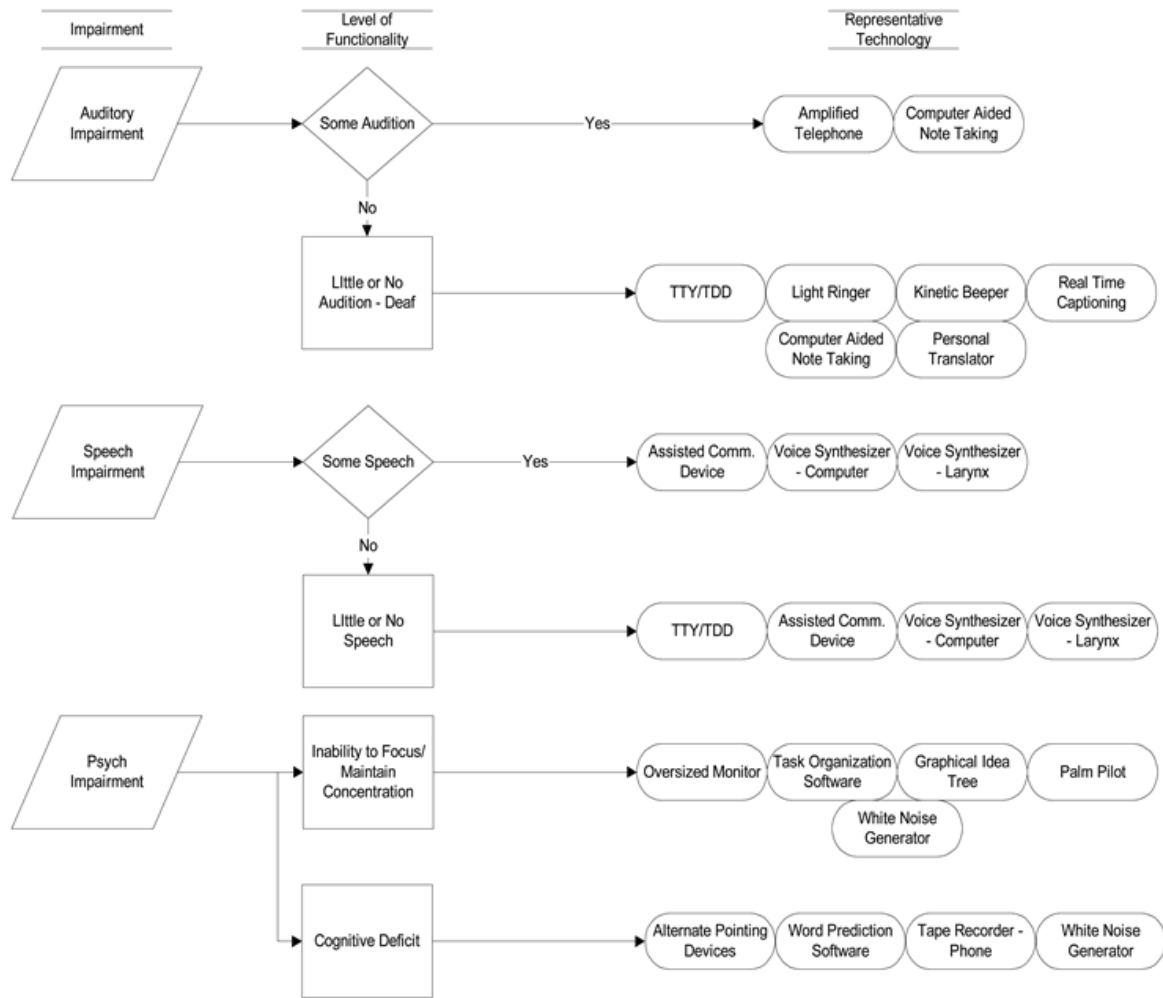 Impairment
Level of
Functionality
Representative
Technology
Auditory
Impairment
Some Audition
Yes
Amplified
Telephone
Computer Aided
Note Taking
No
LIttle or No
Audition - Deaf
TTY/TDD
Light Ringer
Kinetic Beeper
Real Time
Captioning
Computer Aided
Note Taking
Personal
Translator
Speech
Impairment
Some Speech
Yes
Assisted Comm.
Device
Voice Synthesizer
- Computer
Voice Synthesizer
- Larynx
No
LIttle or No
Speech
TTY/TDD
Assisted Comm.
Device
Voice Synthesizer
- Computer
Voice Synthesizer
- Larynx
Psych
Impairment
Inability to Focus/
Maintain
Concentration
Oversized Monitor
Task Organization
Software
Graphical Idea
Tree
Palm Pilot
White Noise
Generator
Cognitive Deficit
Alternate Pointing
Devices
Word Prediction
Software
Tape Recorder -
Phone
White Noise
Generator